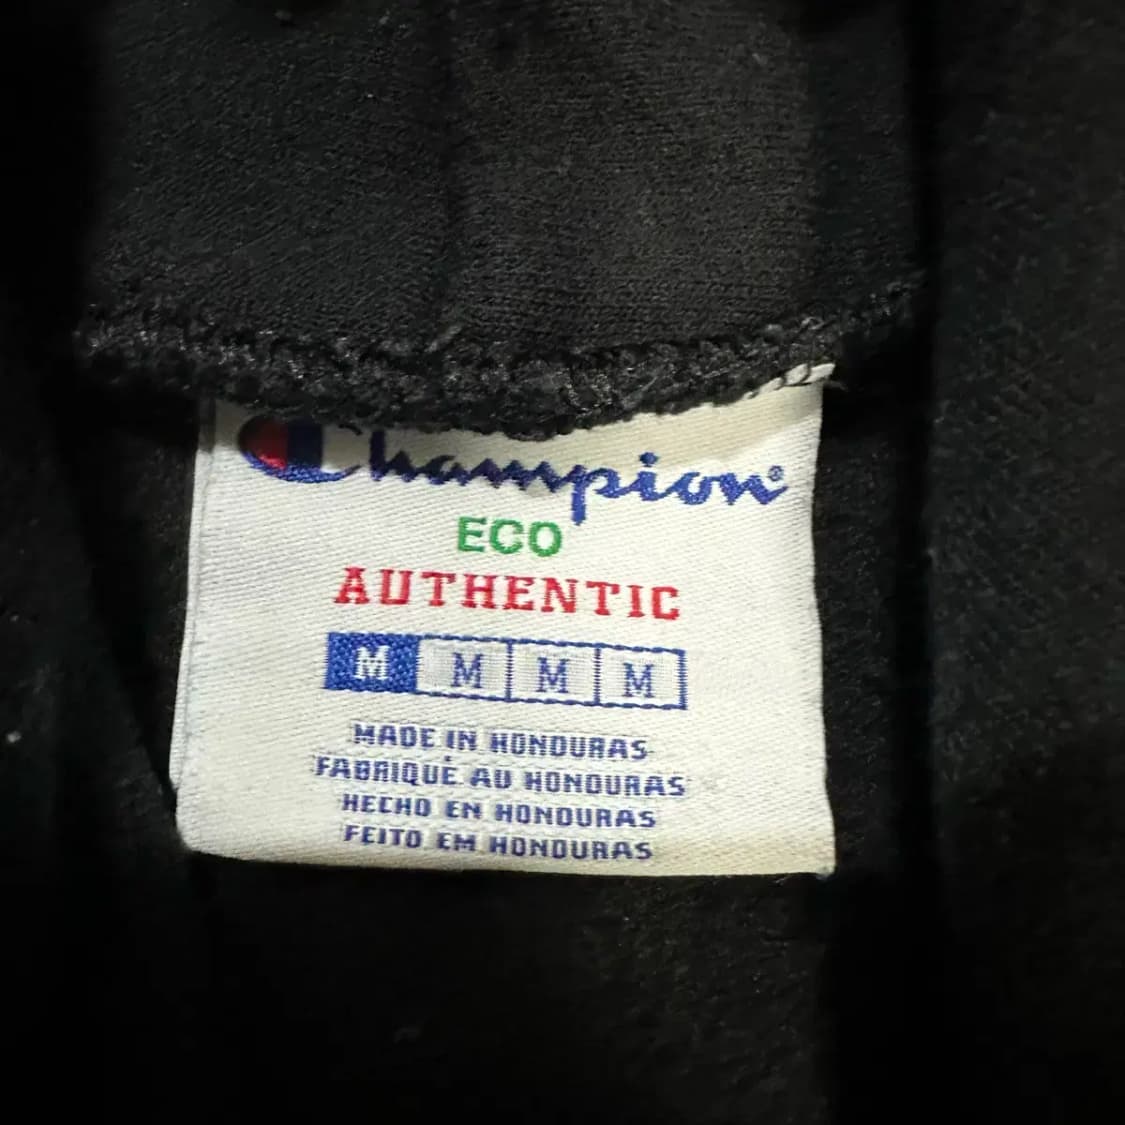 Champion®
ECO
AUTHENTIC
M M M M
MADE IN HONDURAS
FABRIQUÉ AU HONDURAS
HECHO EN HONDURAS
FEITO EM HONDURAS